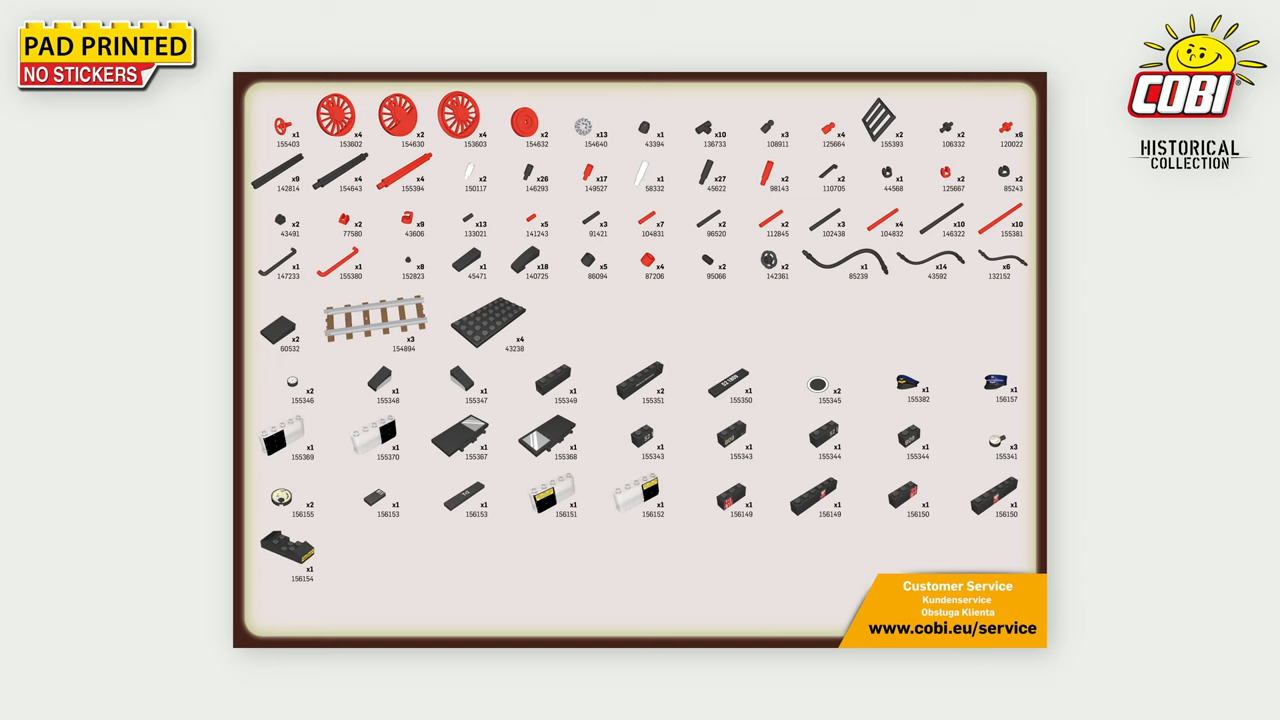 PAD PRINTED
NO STICKERS
COBI®
HISTORICAL
COLLECTION
x1 x4 x2 x4 x2 x13 x1 x10 x3 x4 x2 x2 x6
155403 153602 154630 153603 154632 154640 43394 136733 108911 125664 155393 106332 120022
x9 x4 x4 x2 x26 x17 x1 x27 x2 x2 x1 x2 x2
142814 154643 155394 150117 146293 149527 58332 45622 98143 110705 44568 125667 85243
x2 x2 x9 x13 x5 x3 x7 x2 x2 x3 x4 x10 x10
43491 77580 43606 133021 141243 91421 104831 96520 112845 102438 104832 146322 155381
x1 x1 x8 x1 x18 x5 x4 x2 x2 x1 x14 x6
147233 155380 152823 45471 140725 86094 87206 95066 142361 85239 43592 132152
x2 x3 x4
60532 154894 43238
x2 x1 x1 x1 x1 x1 x2 x1 x1
155346 155348 155347 155349 155351 155350 155345 155382 156157
x1 x1 x1 x1 x1 x1 x1 x1 x3
155369 155370 155367 155368 155343 155343 155344 155344 155341
x2 x1 x1 x1 x1 x1 x1 x1 x1
156155 156153 156153 156151 156152 156149 156149 156150 156150
x1
156154
Customer Service
Kundenservice
Obsługa Klienta
www.cobi.eu/service